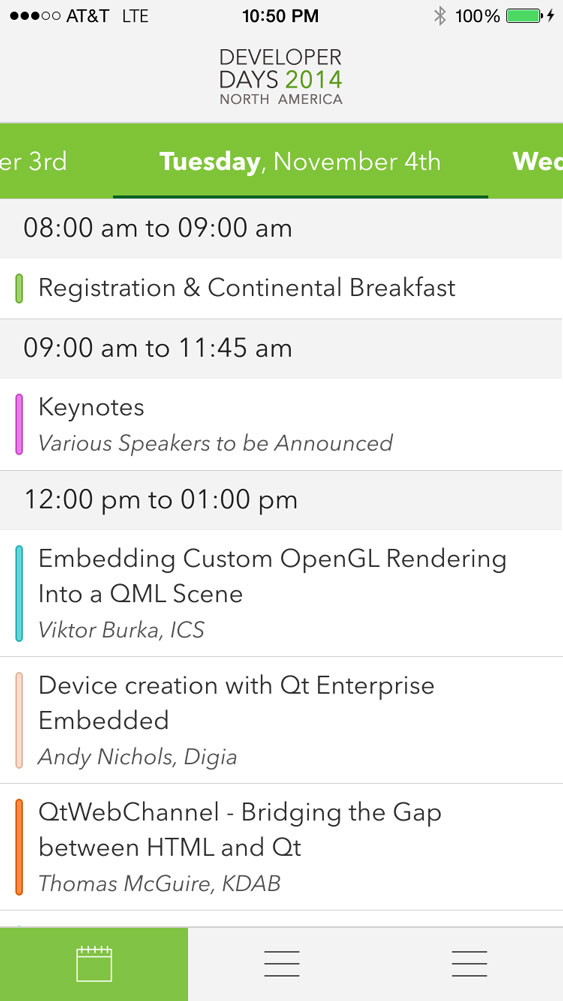 AT&T LTE 10:50 PM 100%
DEVELOPER
DAYS 2014
NORTH AMERICA
er 3rd Tuesday, November 4th Wed
08:00 am to 09:00 am
Registration & Continental Breakfast
09:00 am to 11:45 am
Keynotes
Various Speakers to be Announced
12:00 pm to 01:00 pm
Embedding Custom OpenGL Rendering
Into a QML Scene
Viktor Burka, ICS
Device creation with Qt Enterprise
Embedded
Andy Nichols, Digia
QtWebChannel - Bridging the Gap
between HTML and Qt
Thomas McGuire, KDAB